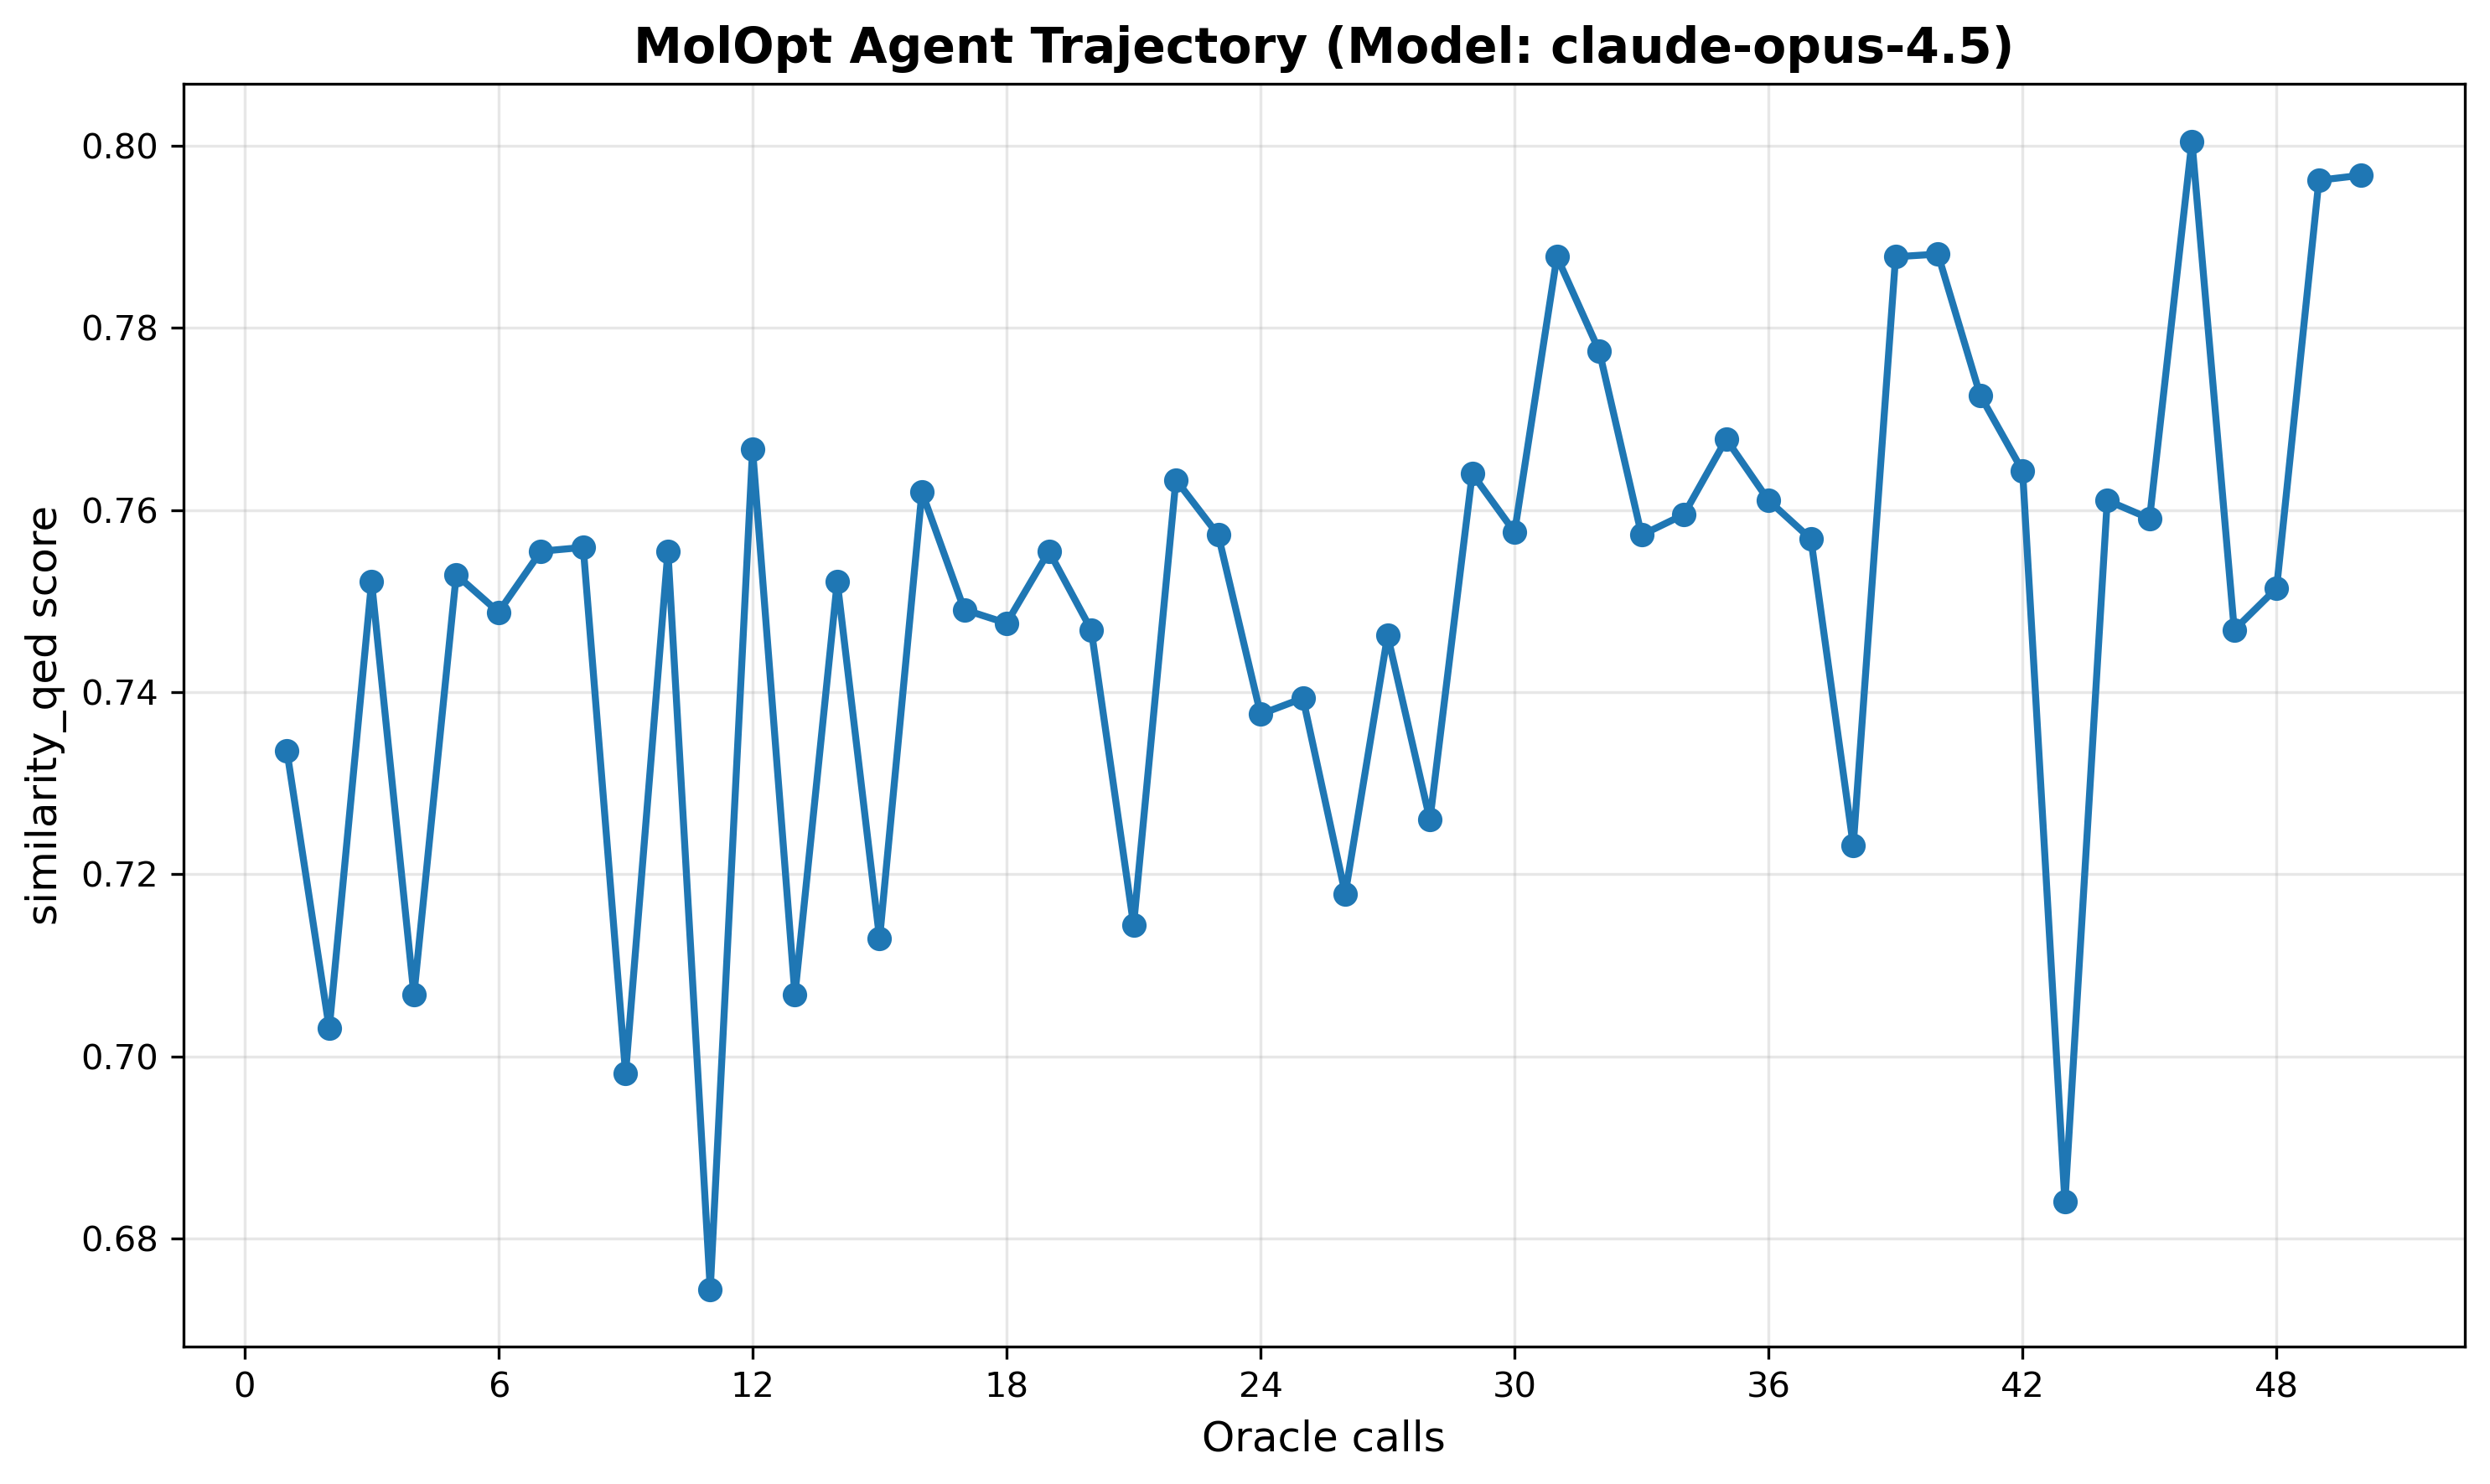 MolOpt Agent Trajectory (Model: claude-opus-4.5)
similarity_qed score
0.80
0.78
0.76
0.74
0.72
0.70
0.68
0 6 12 18 24 30 36 42 48
Oracle calls